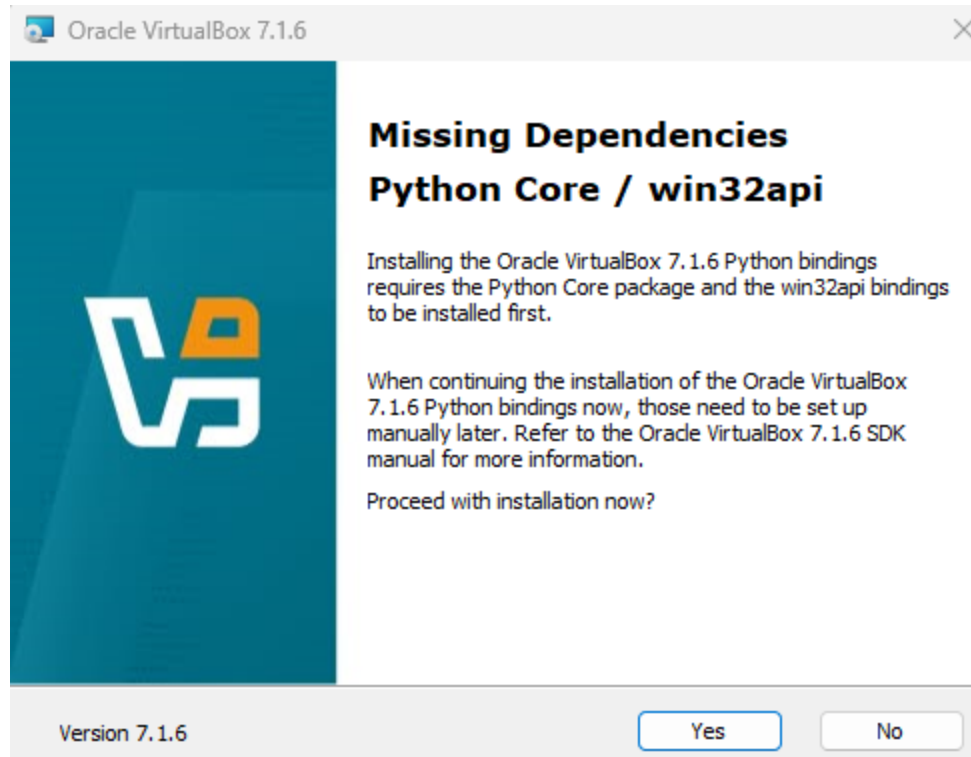 Oracle VirtualBox 7.1.6
Missing Dependencies
Python Core / win32api
Installing the Oracle VirtualBox 7.1.6 Python bindings
requires the Python Core package and the win32api bindings
to be installed first.
When continuing the installation of the Oracle VirtualBox
7.1.6 Python bindings now, those need to be set up
manually later. Refer to the Oracle VirtualBox 7.1.6 SDK
manual for more information.
Proceed with installation now?
Version 7.1.6
Yes
No